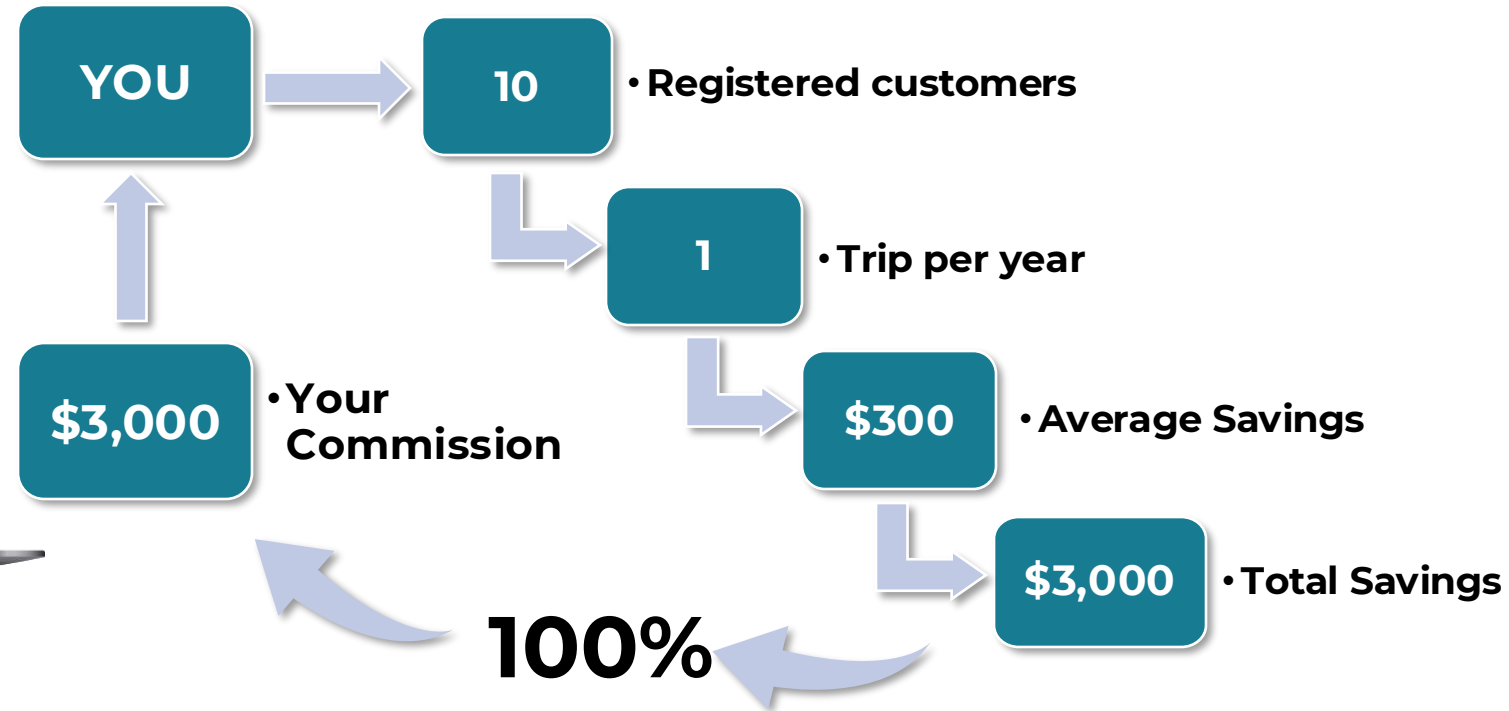 YOU
10
• Registered customers
1
• Trip per year
$3,000
• Your
Commission
$300
• Average Savings
$3,000
• Total Savings
100%